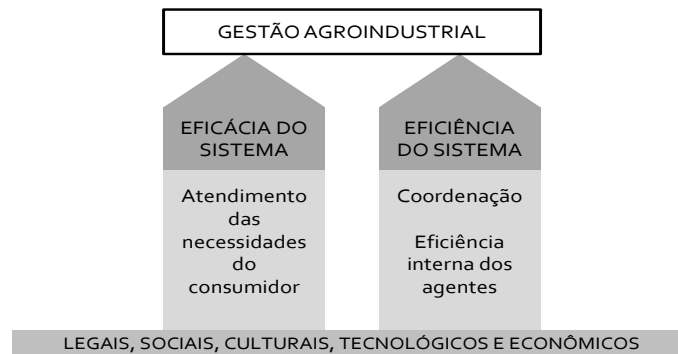 GESTÃO AGROINDUSTRIAL
EFICÁCIA DO
SISTEMA
Atendimento
das
necessidades
do
consumidor
EFICIÊNCIA
DO SISTEMA
Coordenação
Eficiência
interna dos
agentes
LEGAIS, SOCIAIS, CULTURAIS, TECNOLÓGICOS E ECONÔMICOS